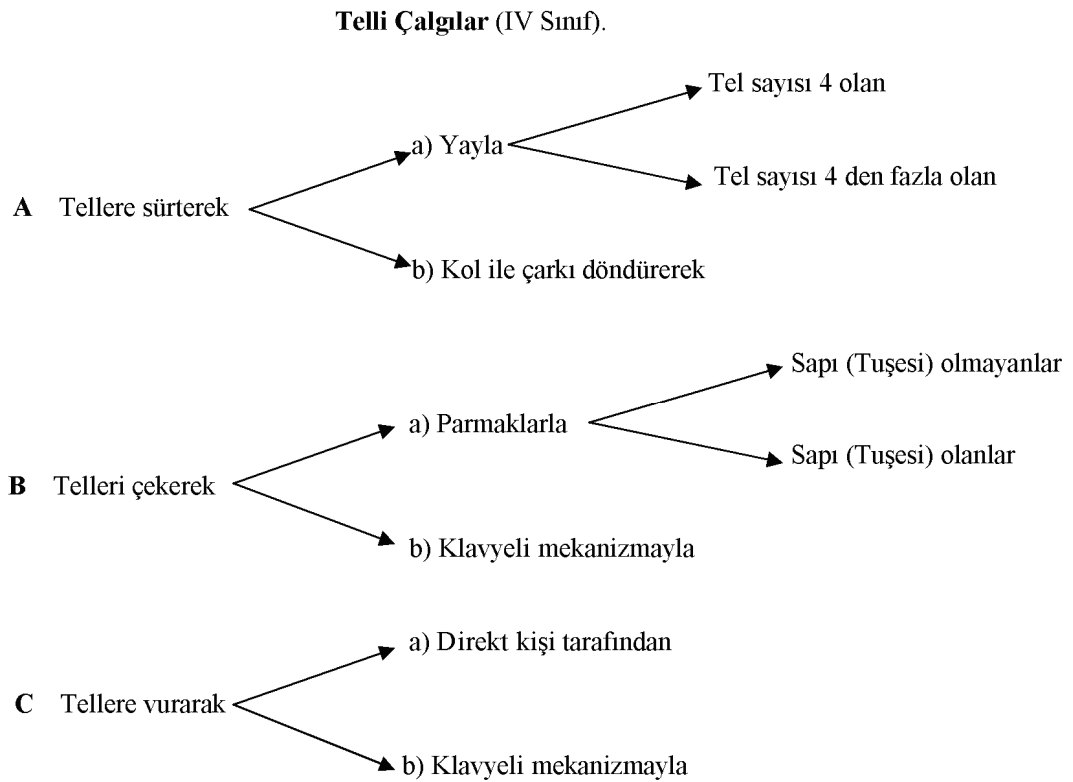 Telli Çalgılar (IV Sınıf).
Tel sayısı 4 olan
a) Yayla
Tel sayısı 4 den fazla olan
A Tellere sürterek
b) Kol ile çarkı döndürerek
Sapı (Tuşesi) olmayanlar
a) Parmaklarla
Sapı (Tuşesi) olanlar
B Telleri çekerek
b) Klavyeli mekanizmayla
a) Direkt kişi tarafından
C Tellere vurarak
b) Klavyeli mekanizmayla